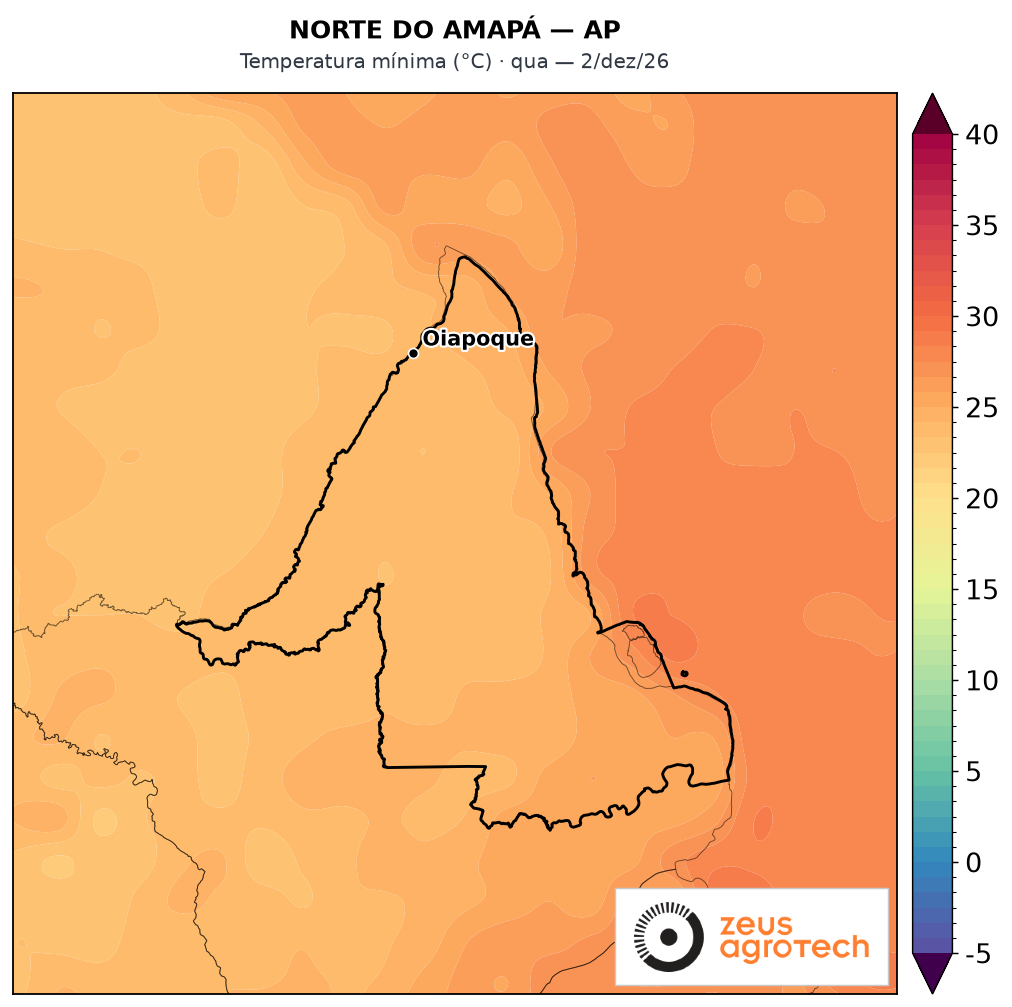 NORTE DO AMAPÁ — AP
Temperatura mínima (°C) · qua — 2/dez/26
Oiapoque
40
35
30
25
20
15
10
5
0
-5
zeus
agrotech